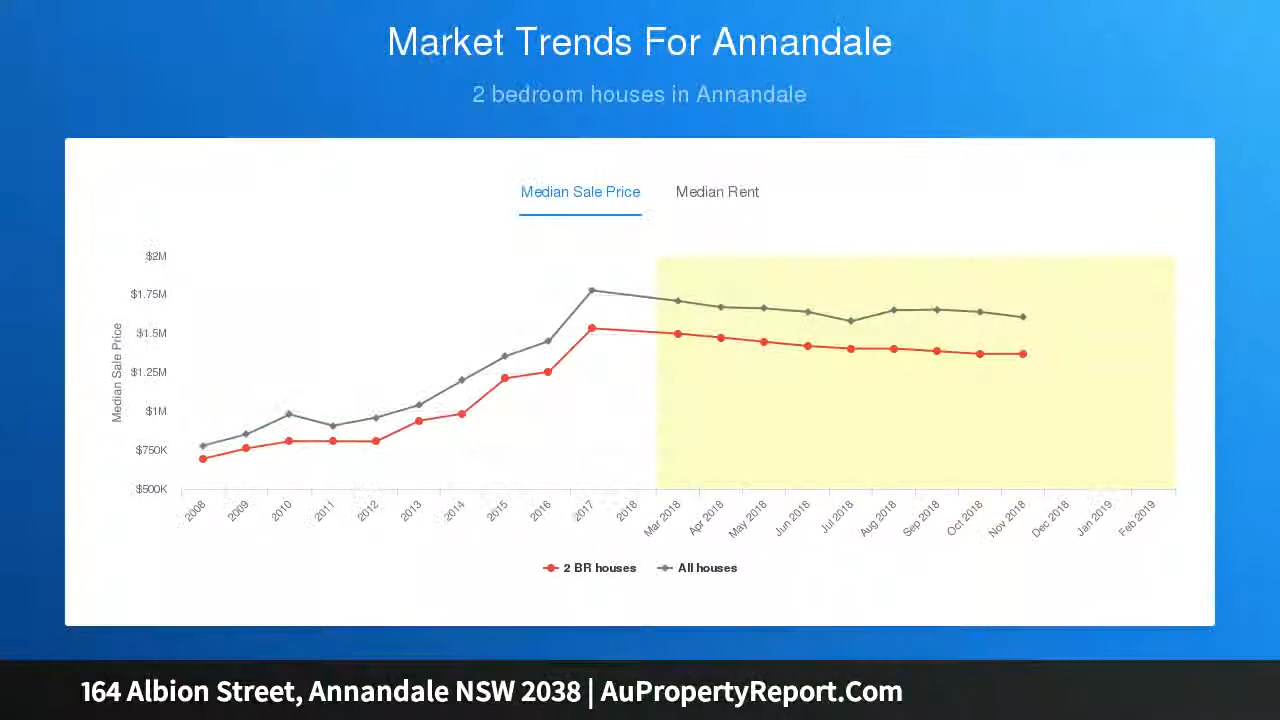 Market Trends For Annandale
2 bedroom houses in Annandale
Median Sale Price
Median Rent
$2M
$1.75M
$1.5M
$1.25M
$1M
$750K
$500K
Median Sale Price
2008
2009
2010
2011
2012
2013
2014
2015
2016
2017
2018
Mar 2018
Apr 2018
May 2018
Jun 2018
Jul 2018
Aug 2018
Sep 2018
Oct 2018
Nov 2018
Dec 2018
Jan 2019
Feb 2019
2 BR houses
All houses
164 Albion Street, Annandale NSW 2038 | AuPropertyReport.Com